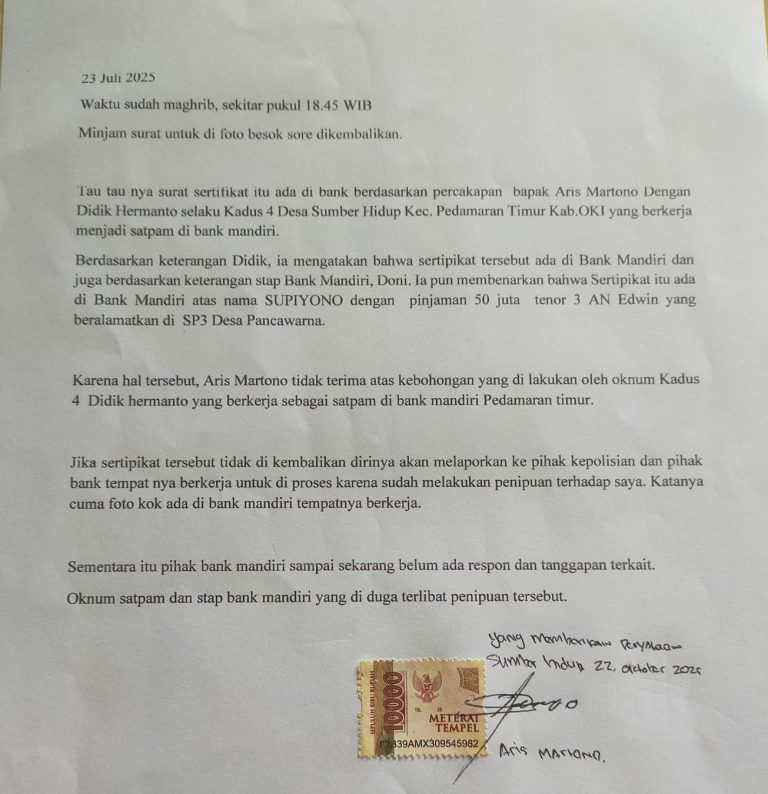 23 Juli 2025
Waktu sudah maghrib, sekitar pukul 18.45 WIB
Minjam surat untuk di foto besok sore dikembalikan.
Tau tau nya surat sertifikat itu ada di bank berdasarkan percakapan bapak Aris Martono Dengan
Didik Hermanto selaku Kadus 4 Desa Sumber Hidup Kec. Pedamaran Timur Kab.OKI yang berkerja
menjadi satpam di bank mandiri.
Berdasarkan keterangan Didik, ia mengatakan bahwa sertipikat tersebut ada di Bank Mandiri dan
juga berdasarkan keterangan stap Bank Mandiri, Doni. Ia pun membenarkan bahwa Sertipikat itu ada
di Bank Mandiri atas nama SUPIYONO dengan pinjaman 50 juta tenor 3 AN Edwin yang
beralamatkan di SP3 Desa Pancawarna.
Karena hal tersebut, Aris Martono tidak terima atas kebohongan yang di lakukan oleh oknum Kadus
4 Didik hermanto yang berkerja sebagai satpam di bank mandiri Pedamaran timur.
Jika sertipikat tersebut tidak di kembalikan dirinya akan melaporkan ke pihak kepolisian dan pihak
bank tempat nya berkerja untuk di proses karena sudah melakukan penipuan terhadap saya. Katanya
cuma foto kok ada di bank mandiri tempatnya berkerja.
Sementara itu pihak bank mandiri sampai sekarang belum ada respon dan tanggapan terkait.
Oknum satpam dan stap bank mandiri yang di duga terlibat penipuan tersebut.
yang memberikan
Sumber hidup 22, oktober 2025
SEPULUH RIBU RUPIAH
10000
METERAI
TEMPEL
39AMX309545982
Aris MARTONO.